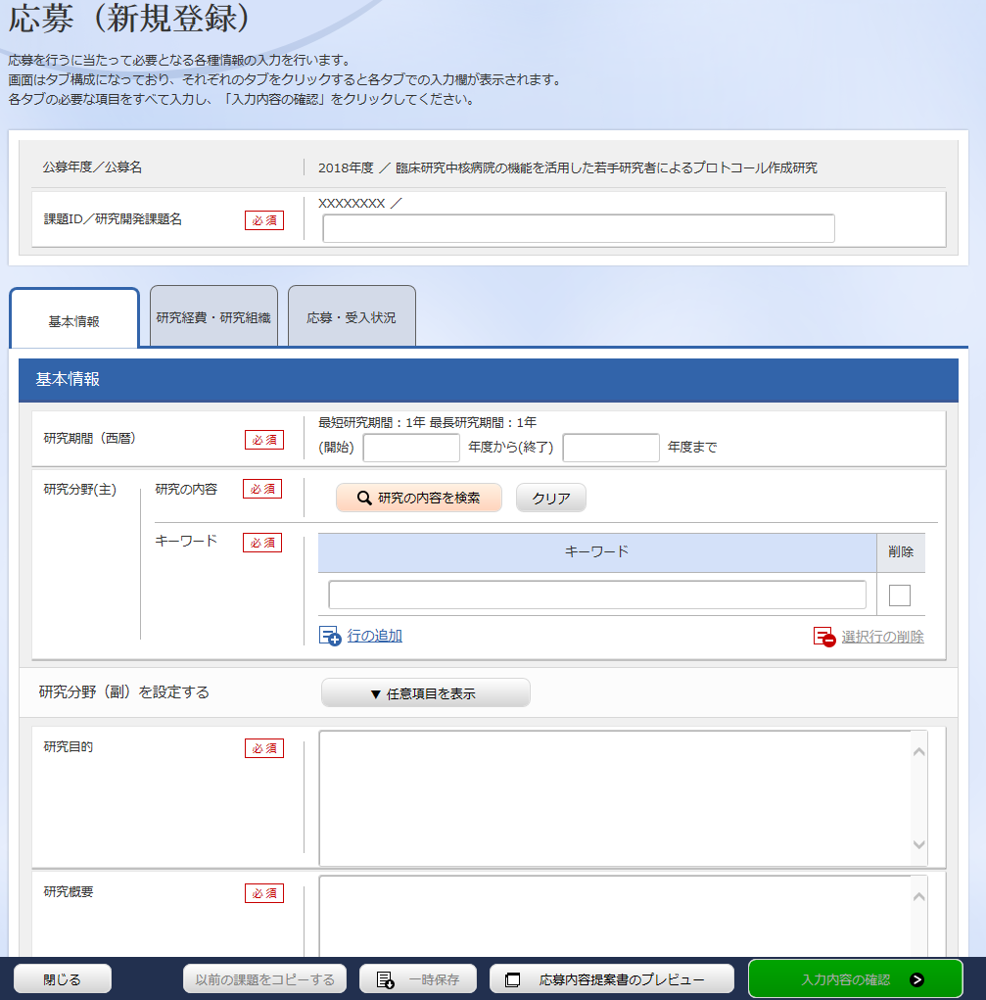 応募（新規登録）
応募を行うに当たって必要となる各種情報の入力を行います。
画面はタブ構成になっており、それぞれのタブをクリックすると各タブでの入力欄が表示されます。
各タブの必要な項目をすべて入力し、「入力内容の確認」をクリックしてください。
公募年度／公募名
2018年度 ／ 臨床研究中核病院の機能を活用した若手研究者によるプロトコール作成研究
課題ID／研究開発課題名 必須
XXXXXXXX ／
基本情報 研究経費・研究組織 応募・受入状況
基本情報
研究期間（西暦） 必須
最短研究期間：1年 最長研究期間：1年
(開始) 年度から(終了) 年度まで
研究分野(主) 研究の内容 必須 研究の内容を検索 クリア
キーワード 必須
キーワード 削除
行の追加 選択行の削除
研究分野（副）を設定する ▼ 任意項目を表示
研究目的 必須
研究概要 必須
閉じる 以前の課題をコピーする 一時保存 応募内容提案書のプレビュー 入力内容の確認